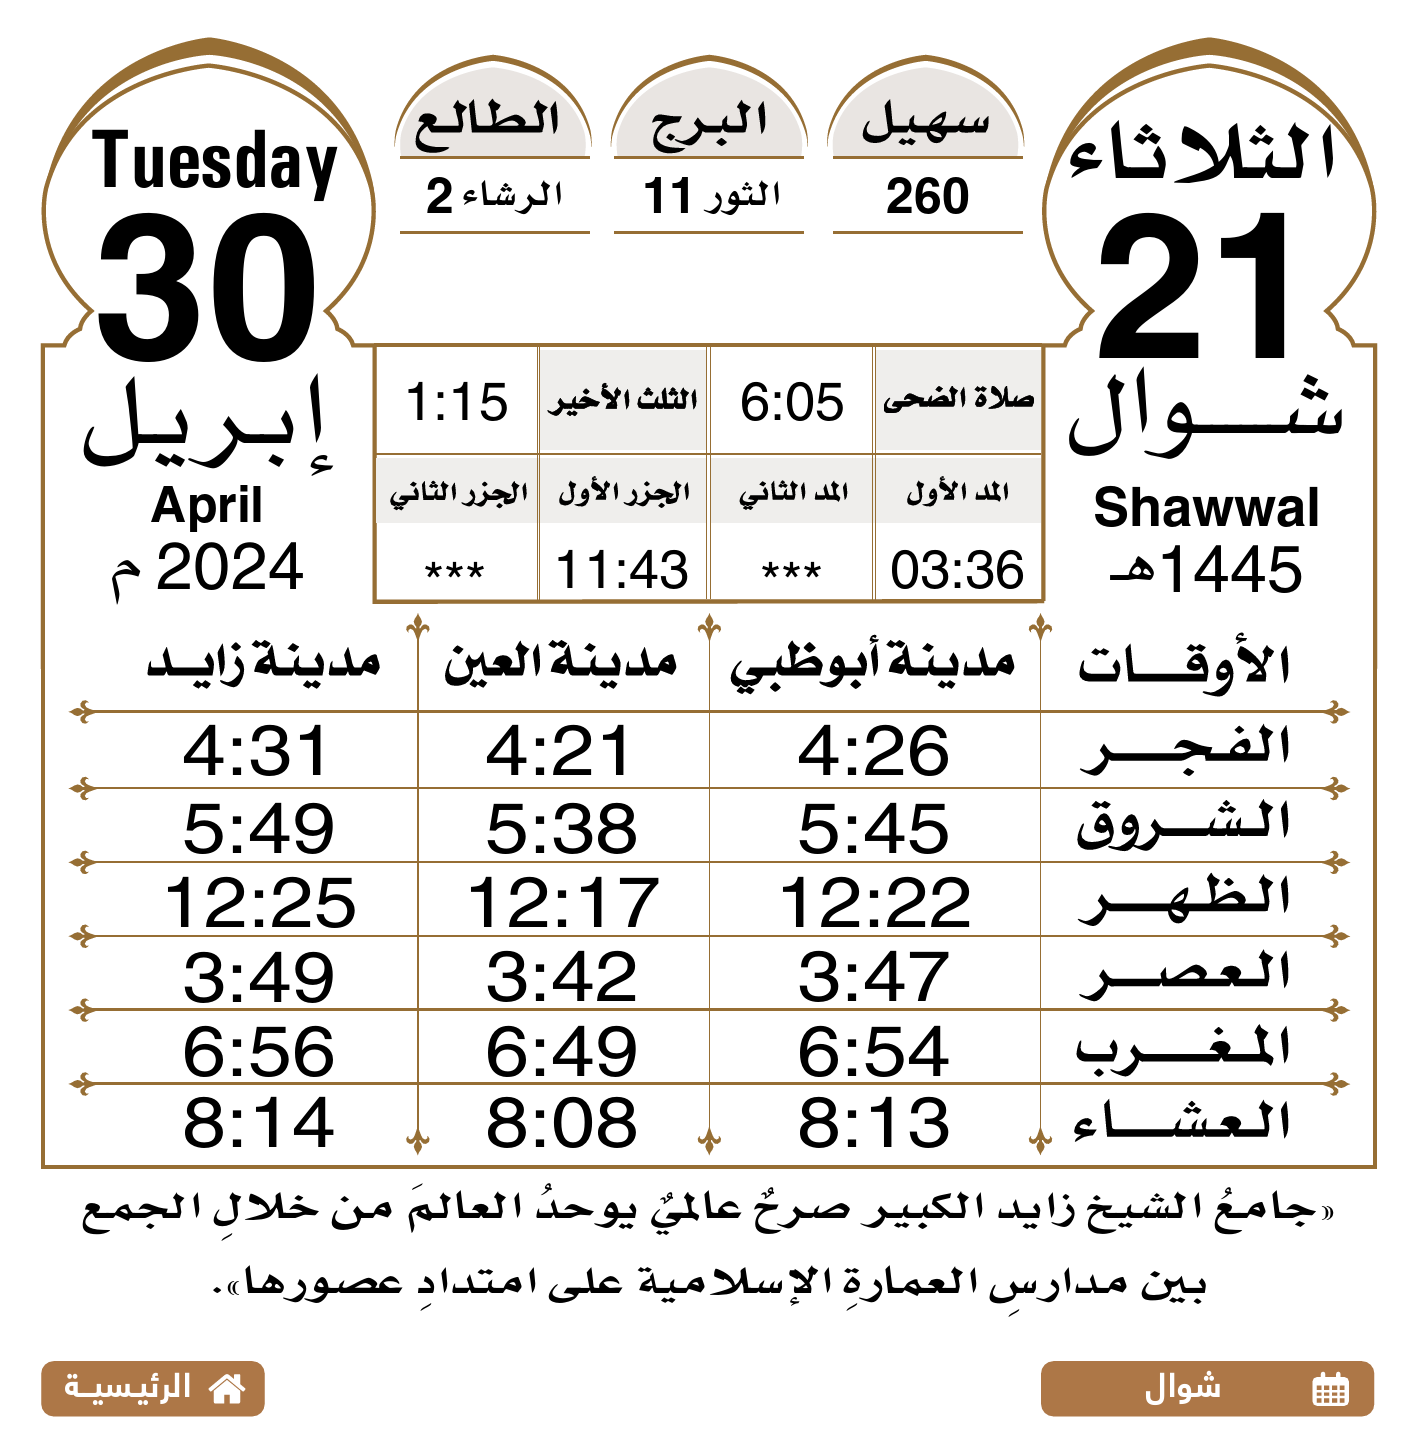 الثلاثاء
21
شـــوال
Shawwal
1445هـ
سهيل
260
البرج
الثور 11
الطالع
الرشاء 2
Tuesday
30
إبريل
April
2024 م
صلاة الضحى 6:05 الثلث الأخير 1:15
المد الأول المد الثاني الجزر الأول الجزر الثاني
03:36 *** 11:43 ***
الأوقـــات مدينة أبوظبي مدينة العين مدينة زايـد
الفجـــر 4:26 4:21 4:31
الشـــروق 5:45 5:38 5:49
الظهـــر 12:22 12:17 12:25
العصـــر 3:47 3:42 3:49
المغـــرب 6:54 6:49 6:56
العشـــاء 8:13 8:08 8:14
«جامعُ الشيخ زايد الكبير صرحٌ عالميٌ يوحدُ العالمَ من خلالِ الجمع
بين مدارسِ العمارةِ الإسلامية على امتدادِ عصورها».
شوال
الرئيسيـة